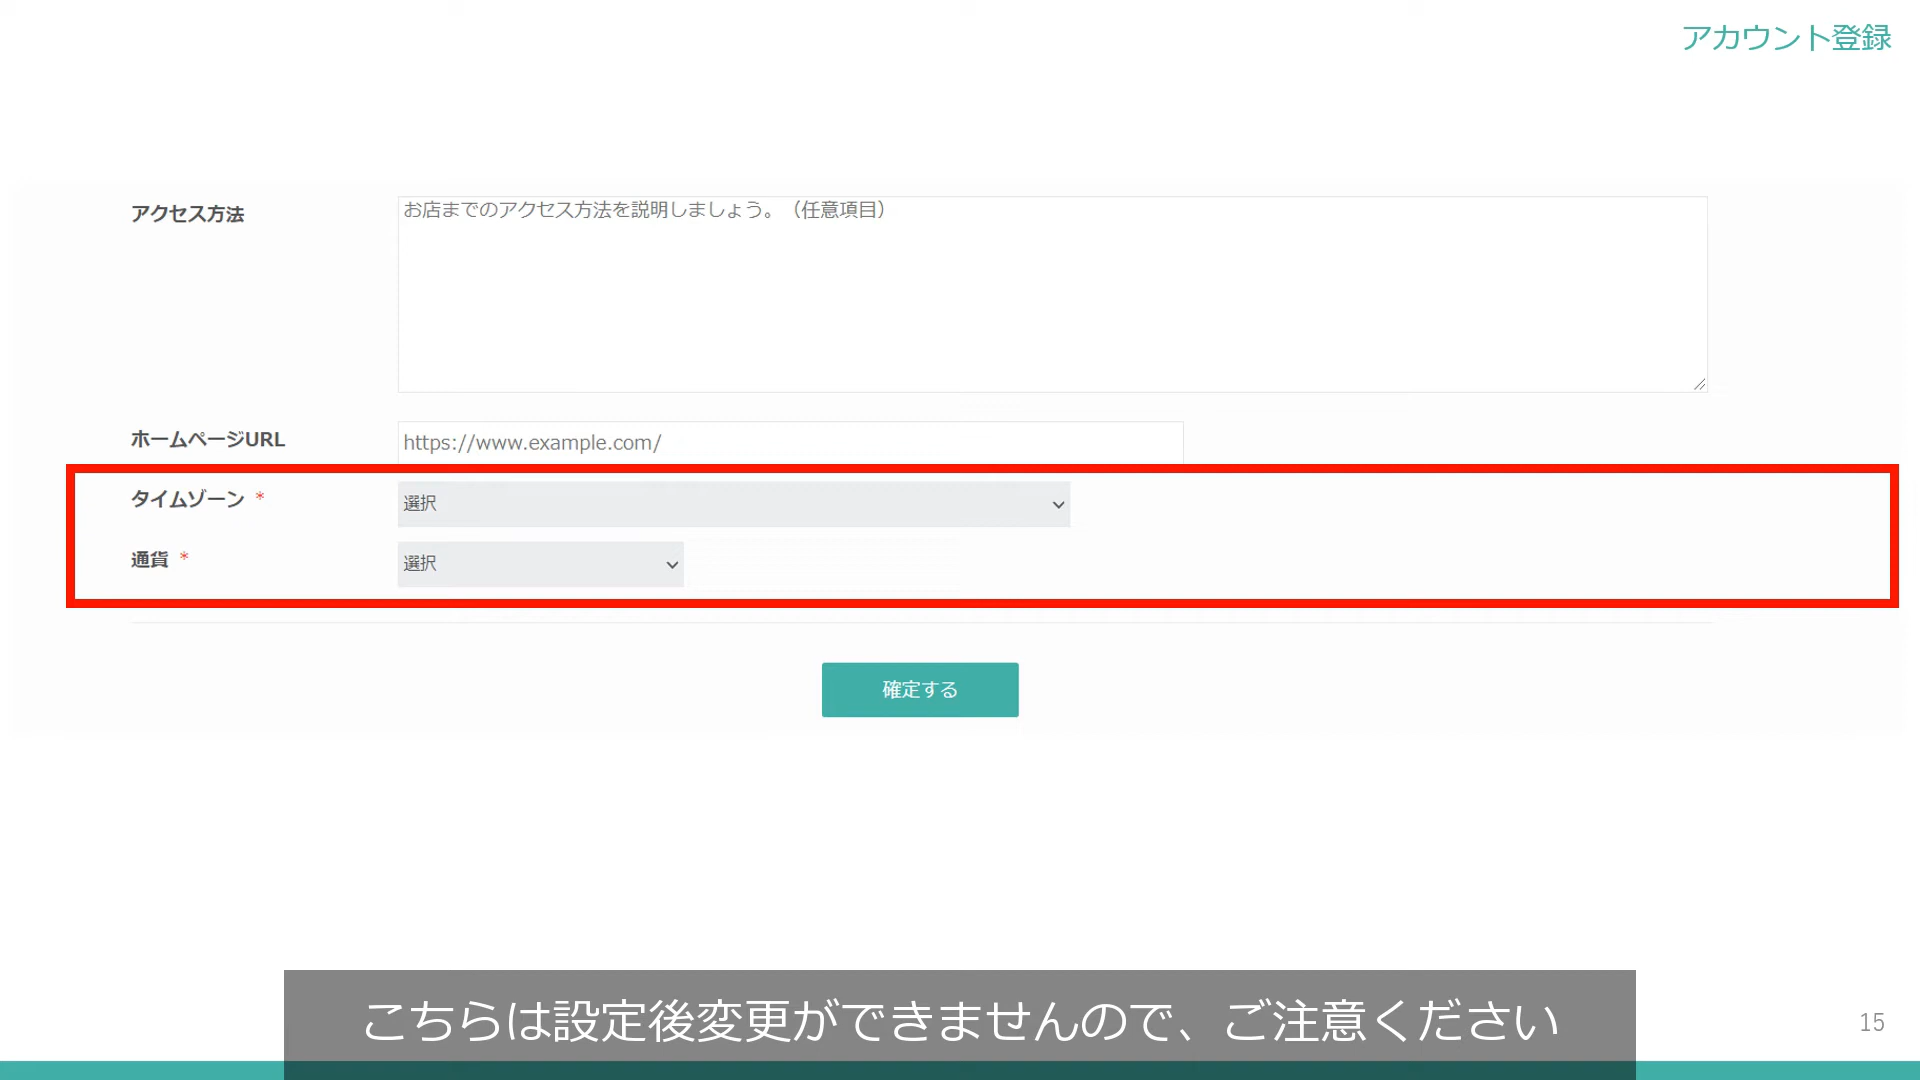 アカウント登録
アクセス方法
お店までのアクセス方法を説明しましょう。（任意項目）
ホームページURL
https://www.example.com/
タイムゾーン *
選択
通貨 *
選択
確定する
こちらは設定後変更ができませんので、ご注意ください
15